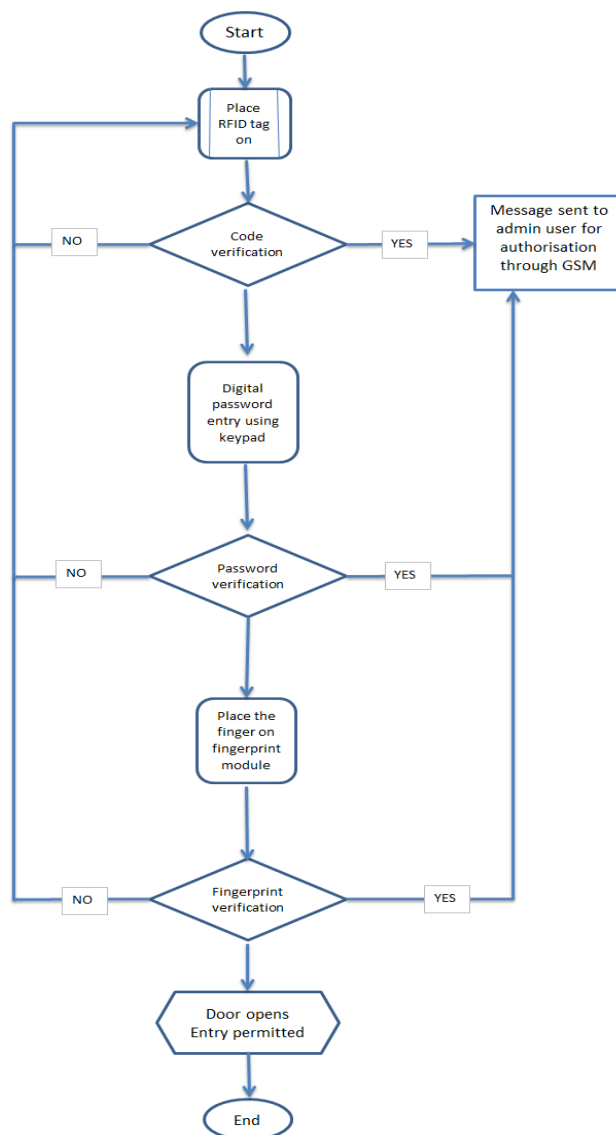 Start
Place
RFID tag
on
NO
Code
verification
YES
Message sent to
admin user for
authorisation
through GSM
Digital
password
entry using
keypad
NO
Password
verification
YES
Place the
finger on
fingerprint
module
NO
Fingerprint
verification
YES
Door opens
Entry permitted
End